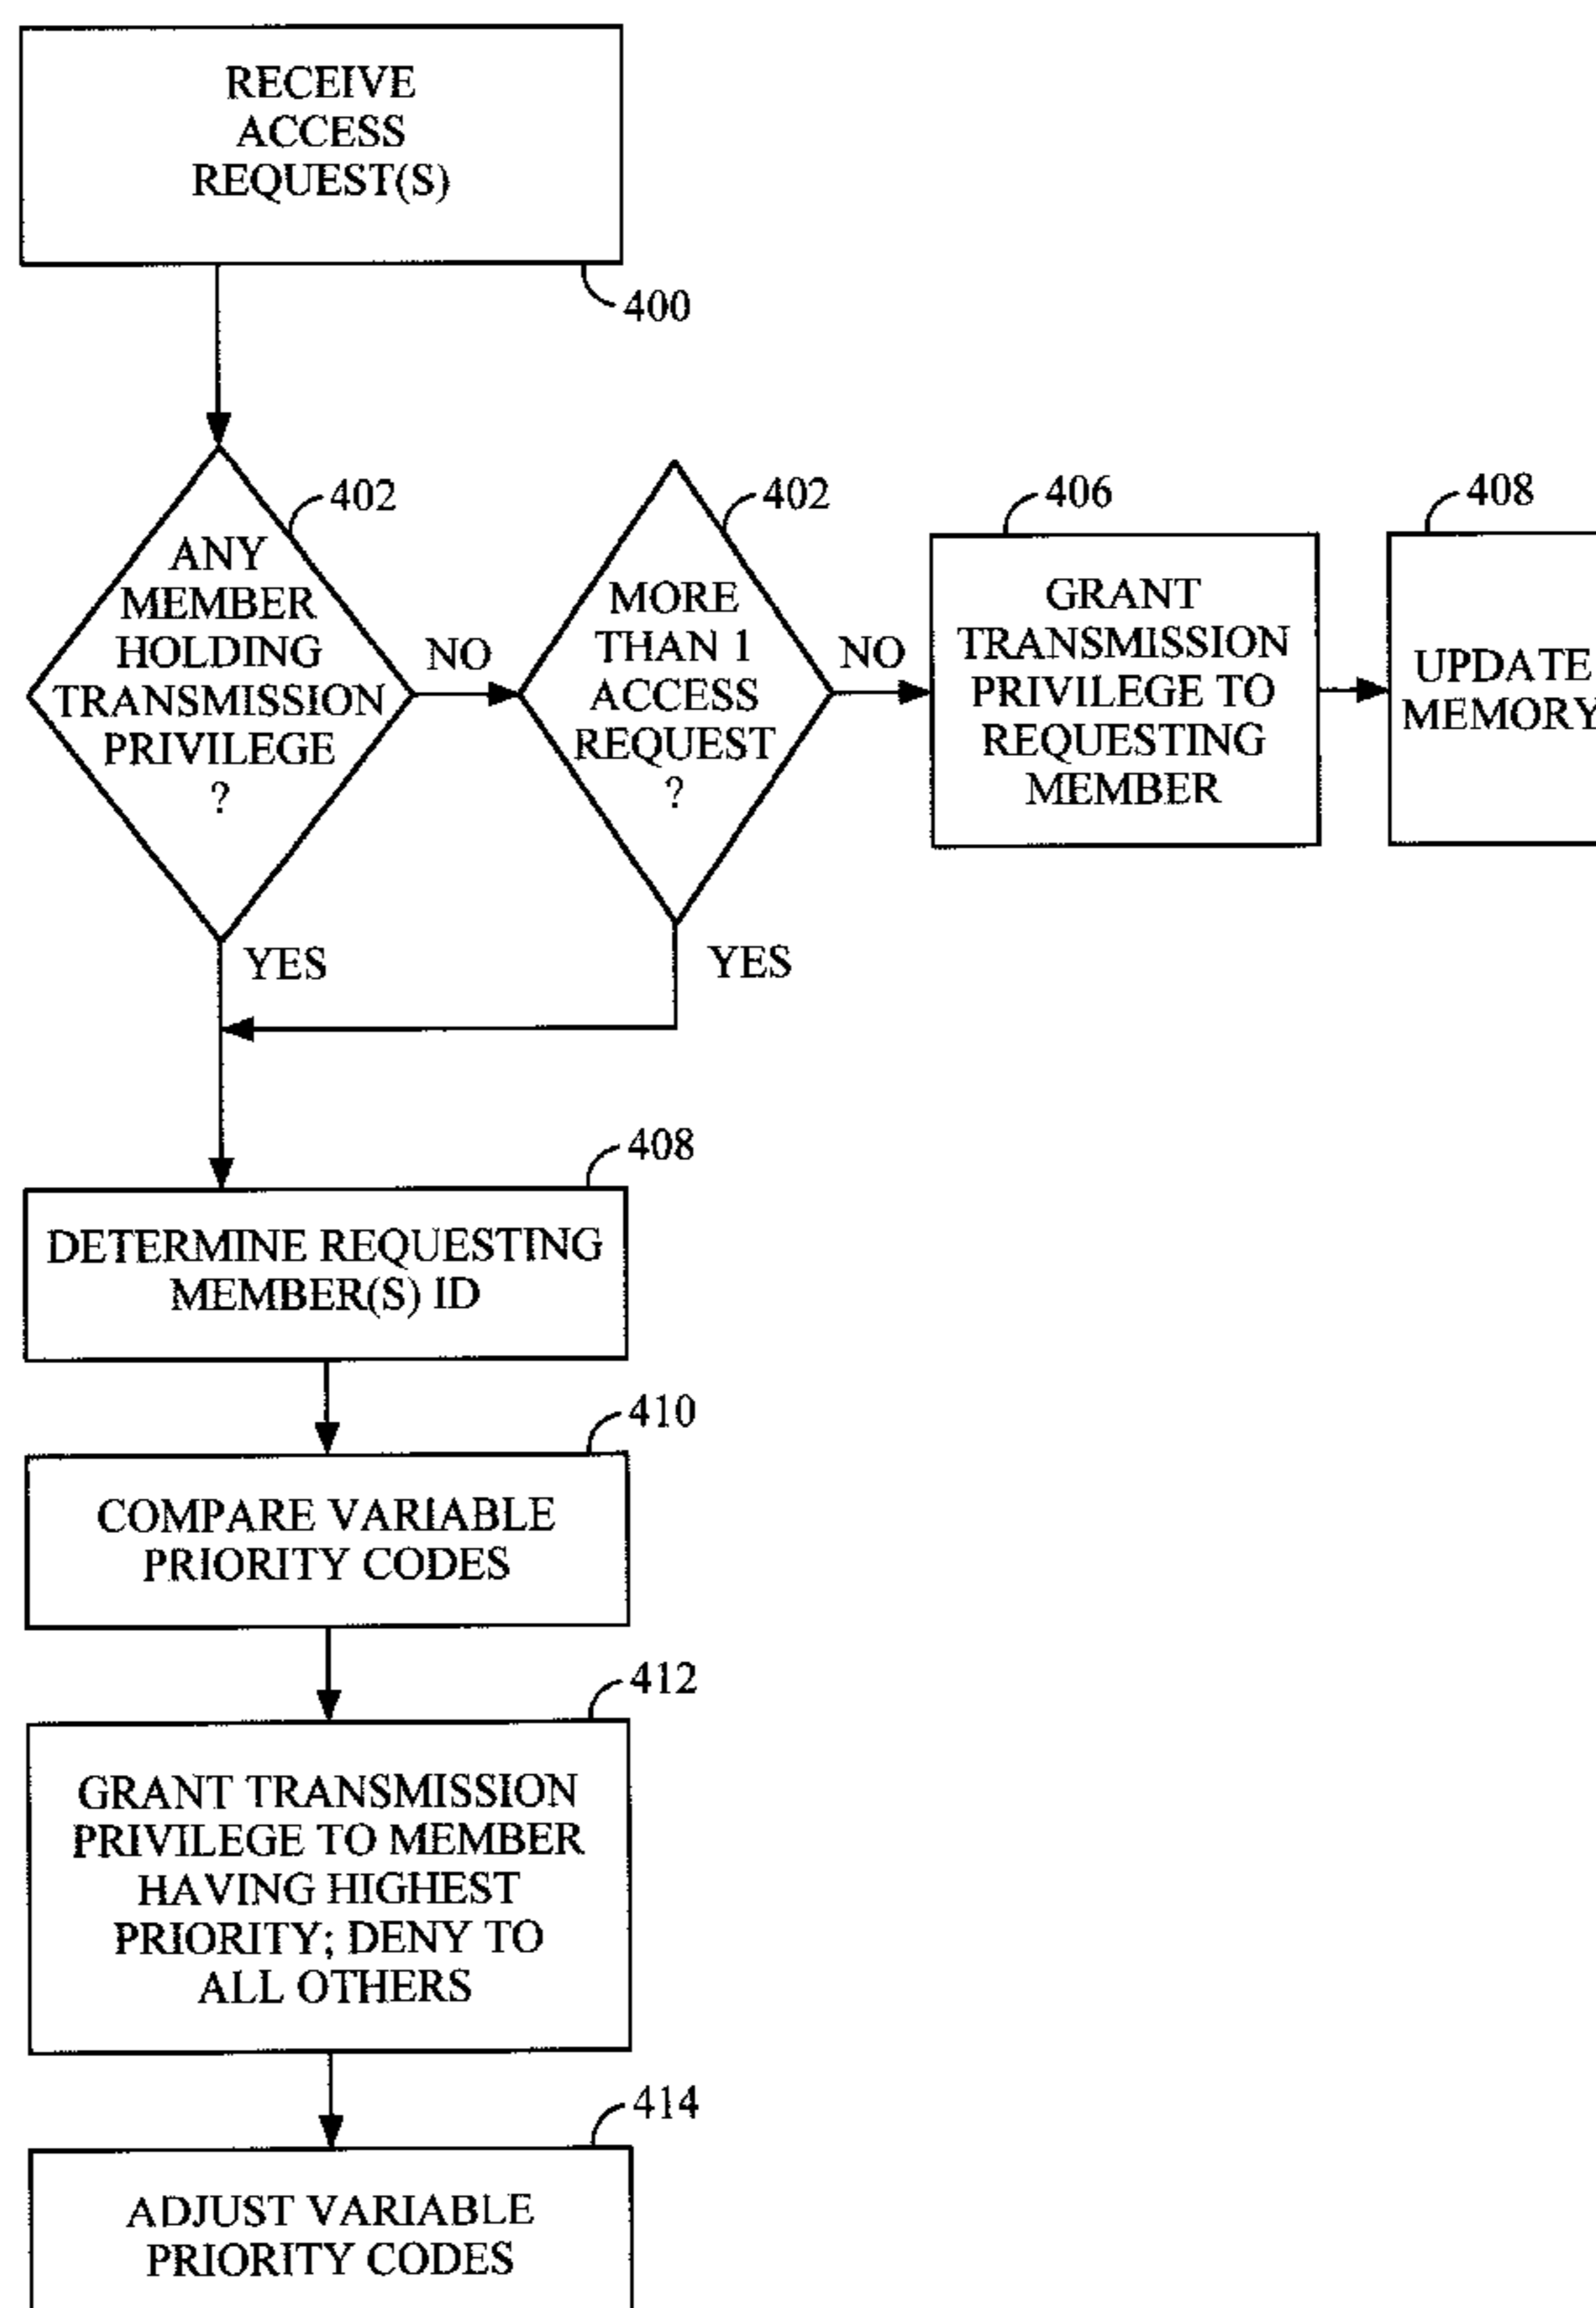 RECEIVE
ACCESS
REQUEST(S)
400
402
ANY
MEMBER
HOLDING
TRANSMISSION
PRIVILEGE
?
NO
YES
402
MORE
THAN 1
ACCESS
REQUEST
?
NO
YES
406
GRANT
TRANSMISSION
PRIVILEGE TO
REQUESTING
MEMBER
408
UPDATE
MEMORY
408
DETERMINE REQUESTING
MEMBER(S) ID
410
COMPARE VARIABLE
PRIORITY CODES
412
GRANT TRANSMISSION
PRIVILEGE TO MEMBER
HAVING HIGHEST
PRIORITY; DENY TO
ALL OTHERS
414
ADJUST VARIABLE
PRIORITY CODES